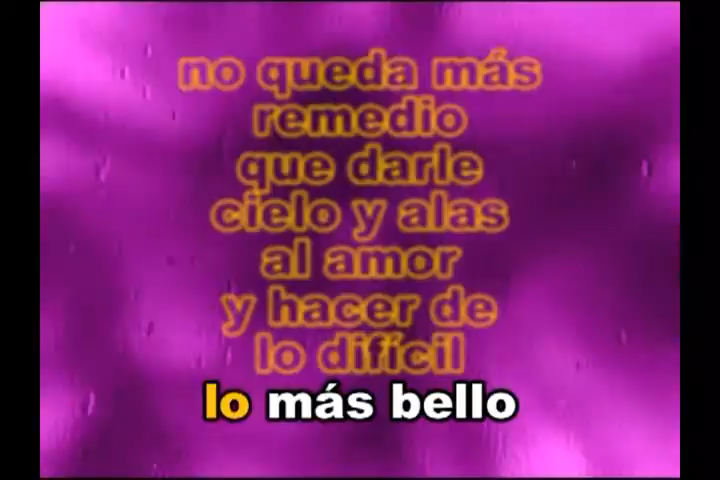 no queda más
remedio
que darle
cielo y alas
al amor
y hacer de
lo difícil
lo más bello